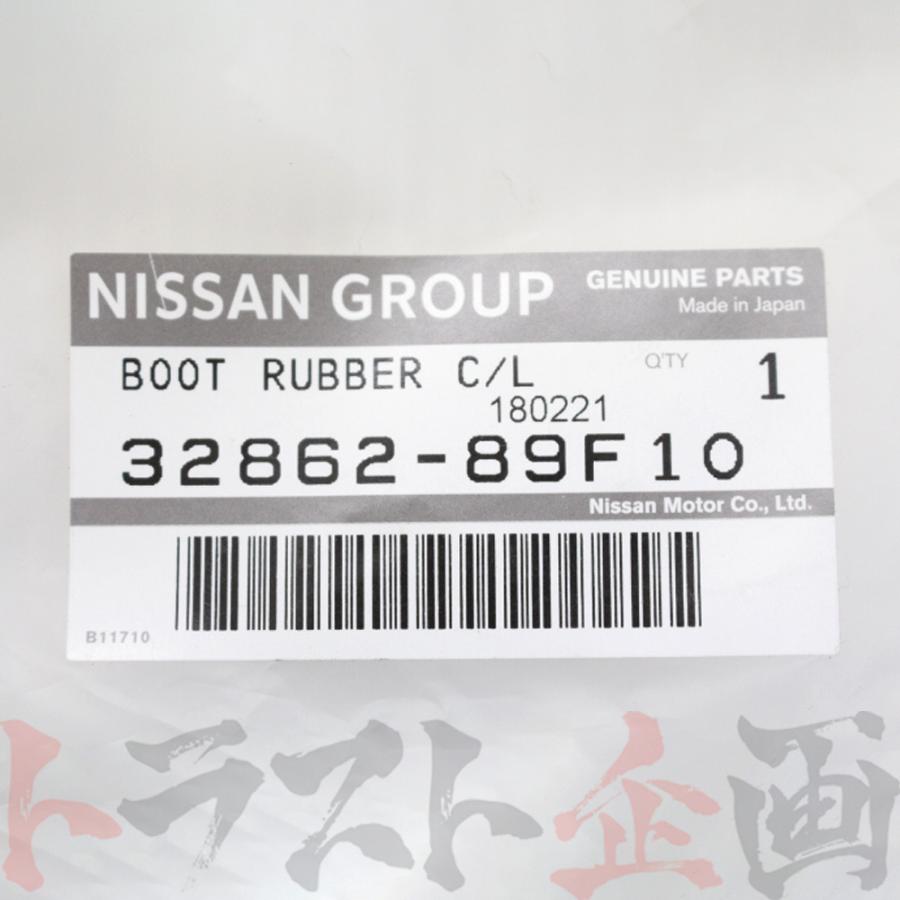 NISSAN GROUP GENUINE PARTS
Made in Japan
BOOT RUBBER C/L Q'TY 1
180221
32862-89F10
Nissan Motor Co., Ltd.
B11710
トラスト企画